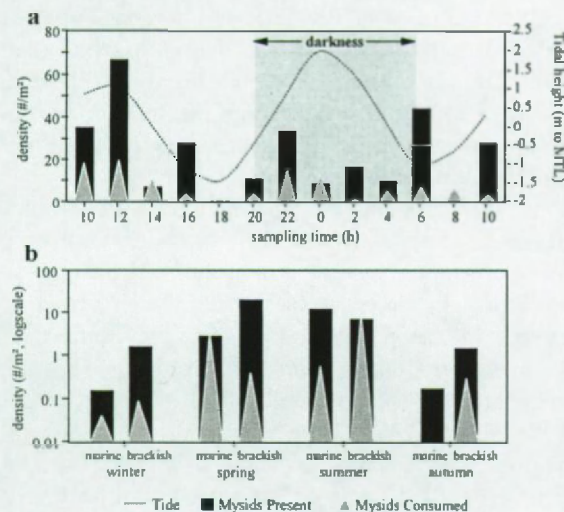 a
80
60
40
20
0
density (#/m²)
darkness
2.5
2
1.5
1
0.5
0
-0.5
-1
-1.5
-2
Tidal height (m to MTL)
10 12 14 16 18 20 22 0 2 4 6 8 10
sampling time (h)
b
100
10
1
0.1
0.01
density (#/m², logscale)
marine brackish marine brackish marine brackish marine brackish
winter spring summer autumn
Tide Mysids Present Mysids Consumed